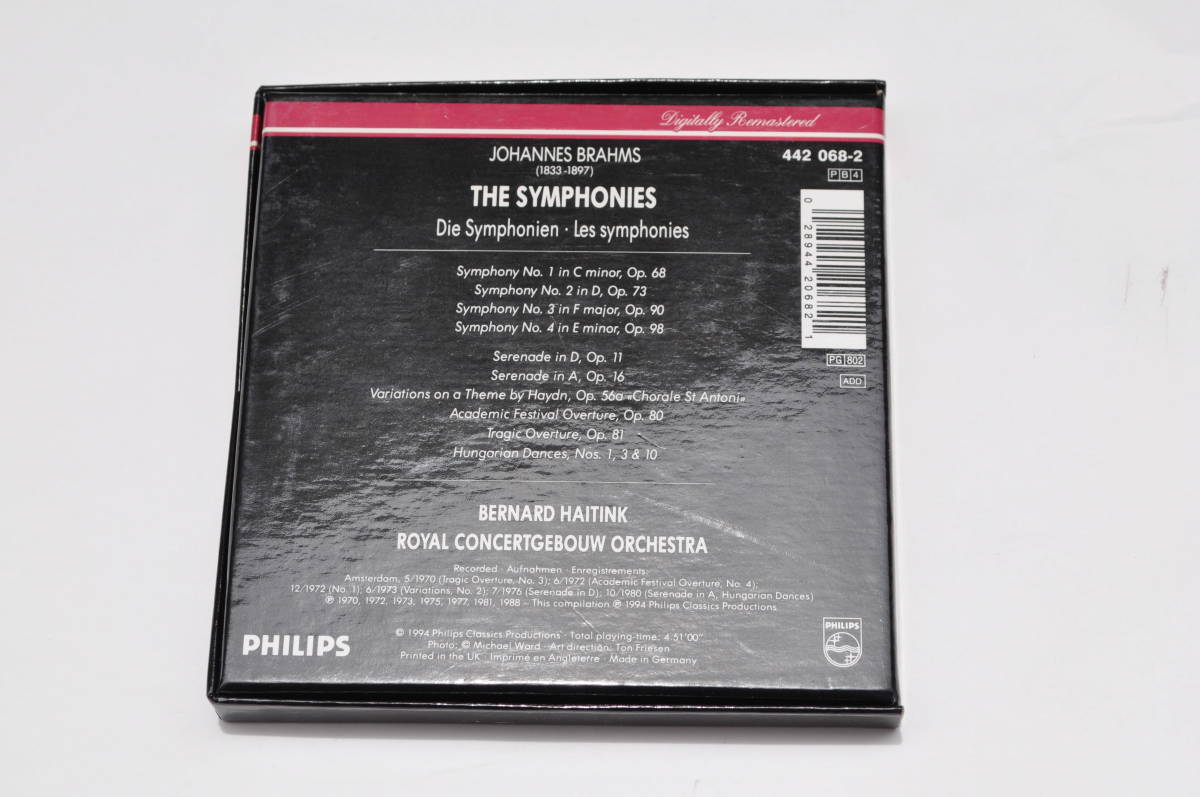 Digitally Remastered
JOHANNES BRAHMS
(1833-1897)
442 068-2
PB4
THE SYMPHONIES
Die Symphonien · Les symphonies
0 28944 20682 1
Symphony No. 1 in C minor, Op. 68
Symphony No. 2 in D, Op. 73
Symphony No. 3 in F major, Op. 90
Symphony No. 4 in E minor, Op. 98
PG 802
ADD
Serenade in D, Op. 11
Serenade in A, Op. 16
Variations on a Theme by Haydn, Op. 56a «Chorale St Antoni»
Academic Festival Overture, Op. 80
Tragic Overture, Op. 81
Hungarian Dances, Nos. 1, 3 & 10
BERNARD HAITINK
ROYAL CONCERTGEBOUW ORCHESTRA
Recorded · Aufnahmen · Enregistrements:
Amsterdam, 5/1970 (Tragic Overture, No. 3); 6/1972 (Academic Festival Overture, No. 4);
12/1972 (No. 1); 6/1973 (Variations, No. 2); 7/1976 (Serenade in D); 10/1980 (Serenade in A, Hungarian Dances)
℗ 1970, 1972, 1973, 1975, 1977, 1981, 1988 – This compilation ℗ 1994 Philips Classics Productions
© 1994 Philips Classics Productions · Total playing-time: 4.51'00"
Photo: © Michael Ward · Art direction: Ton Friesen
Printed in the UK · Imprimé en Angleterre · Made in Germany
PHILIPS
PHILIPS